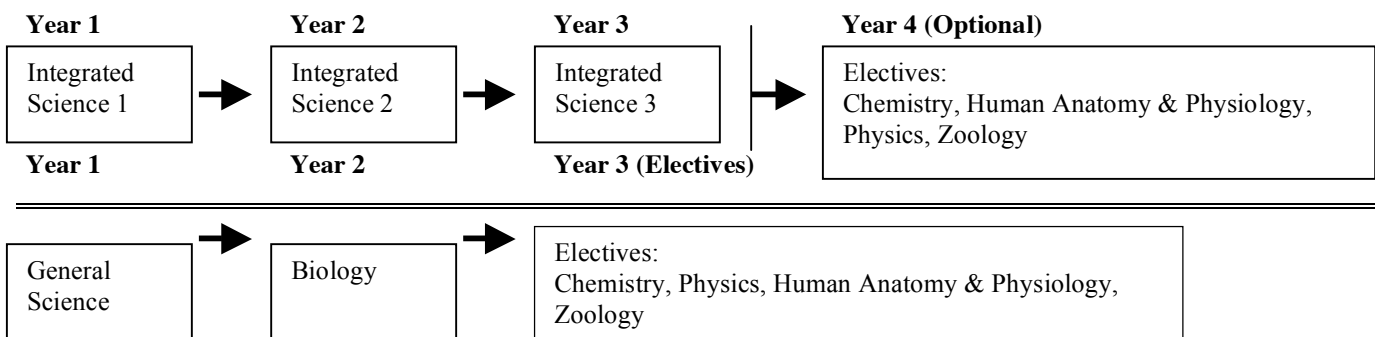 Year 1 Year 2 Year 3 Year 4 (Optional)
Integrated
Science 1
Integrated
Science 2
Integrated
Science 3
Electives:
Chemistry, Human Anatomy & Physiology,
Physics, Zoology
Year 1 Year 2 Year 3 (Electives)
General
Science
Biology
Electives:
Chemistry, Physics, Human Anatomy & Physiology,
Zoology